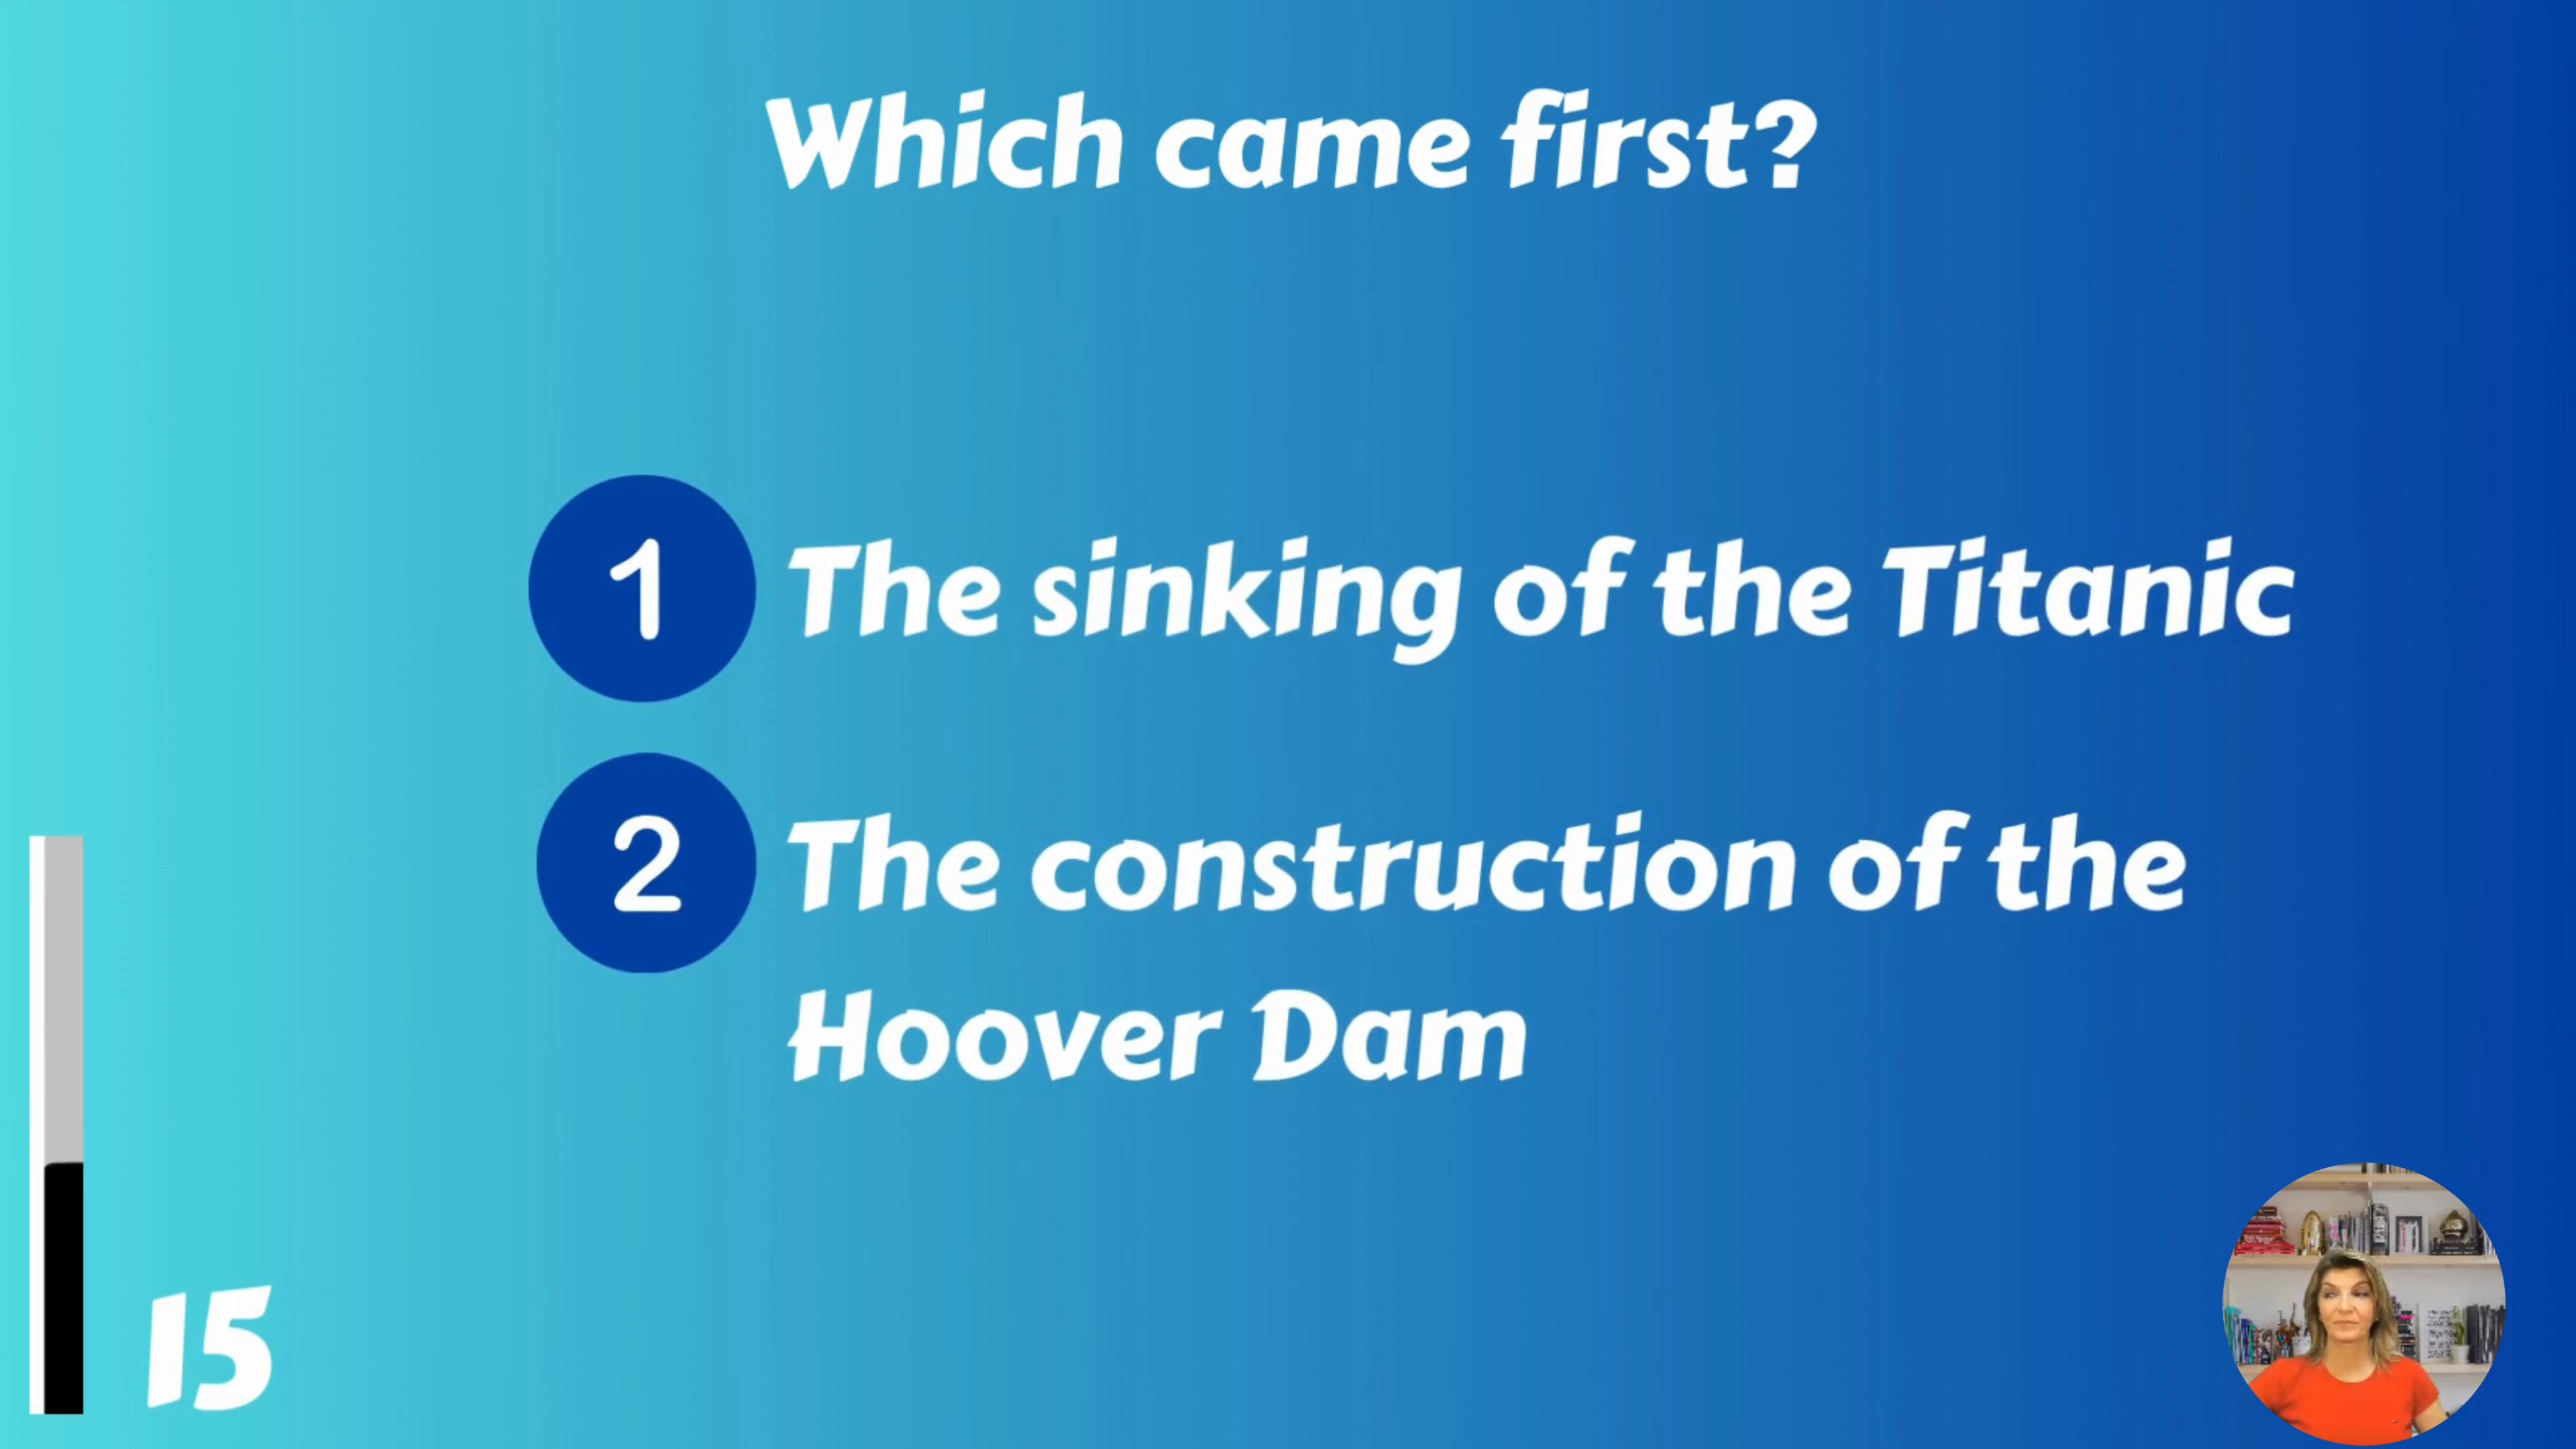 Which came first?
1 The sinking of the Titanic
2 The construction of the
Hoover Dam
15